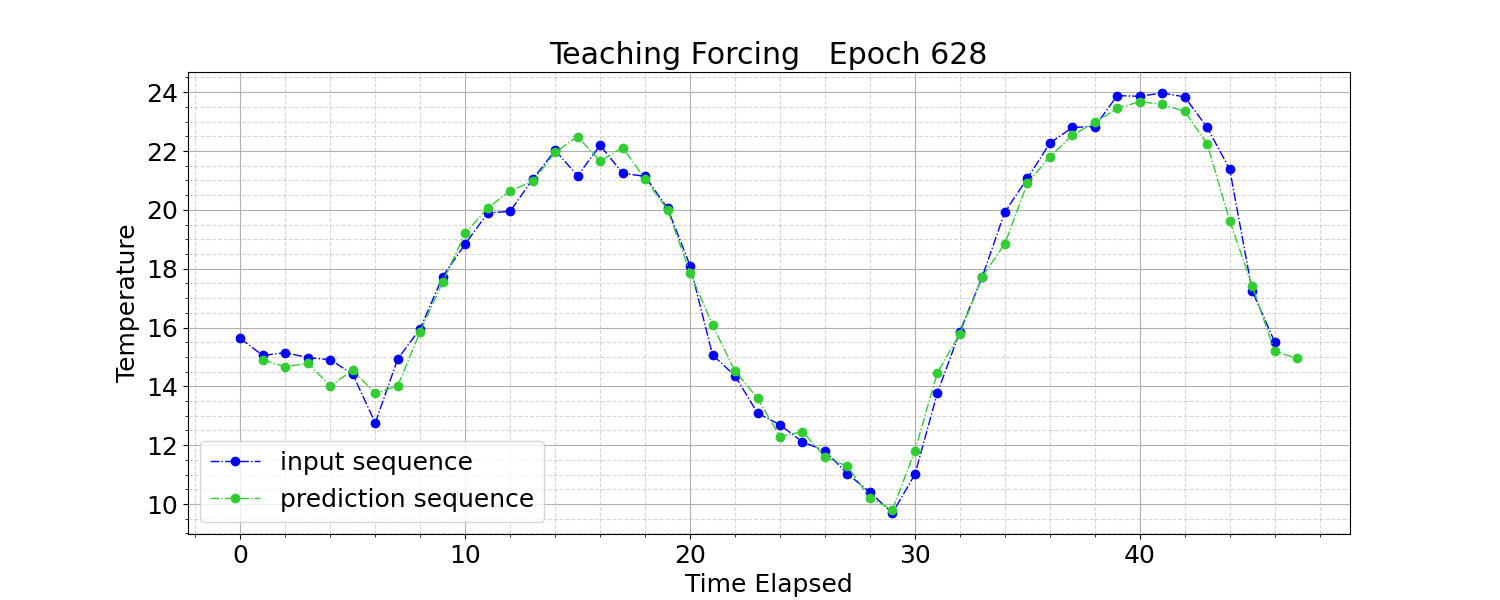 Teaching Forcing   Epoch 628
Temperature
24
22
20
18
16
14
12
10
input sequence
prediction sequence
0 10 20 30 40
Time Elapsed